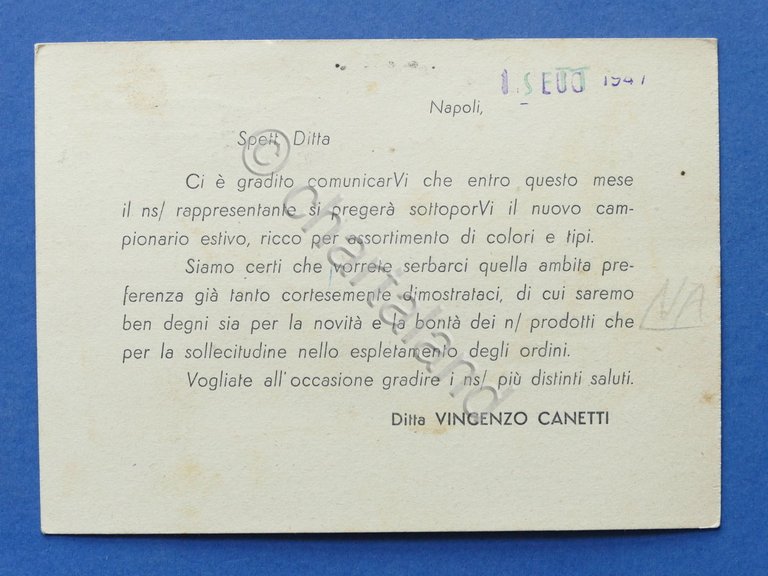 Napoli,
Spett. Ditta
Ci è gradito comunicarVi che entro questo mese
il ns/ rappresentante si pregerà sottoporVi il nuovo cam-
pionario estivo, ricco per assortimento di colori e tipi.
Siamo certi che vorrete serbarci quella ambita pre-
ferenza già tanto cortesemente dimostrataci, di cui saremo
ben degni sia per la novità e la bontà dei n/ prodotti che
per la sollecitudine nello espletamento degli ordini.
Vogliate all'occasione gradire i ns/ più distinti saluti.
Ditta VINCENZO CANETTI
NA
© chartaland